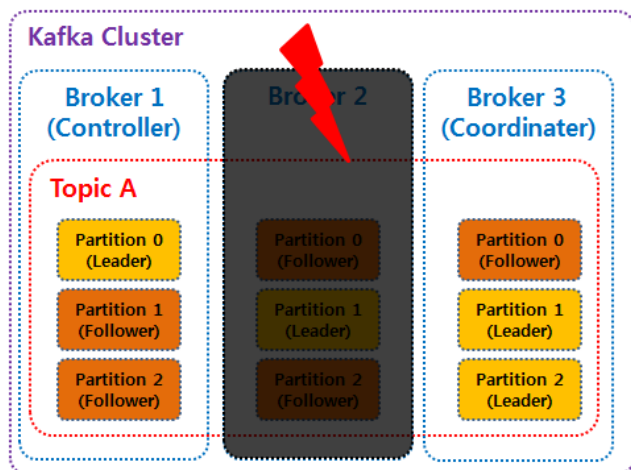 Kafka Cluster
Broker 1
(Controller)
Broker 2
Broker 3
(Coordinater)
Topic A
Partition 0
(Leader)
Partition 0
(Follower)
Partition 0
(Follower)
Partition 1
(Follower)
Partition 1
(Leader)
Partition 1
(Leader)
Partition 2
(Follower)
Partition 2
(Follower)
Partition 2
(Leader)